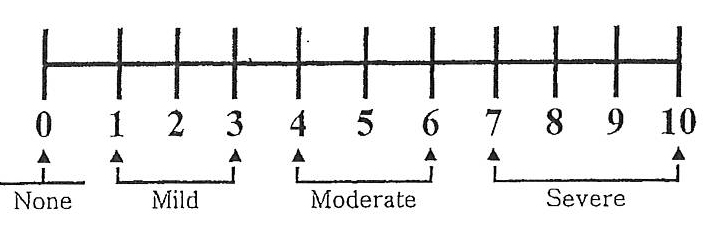 0 1 2 3 4 5 6 7 8 9 10
None Mild Moderate Severe